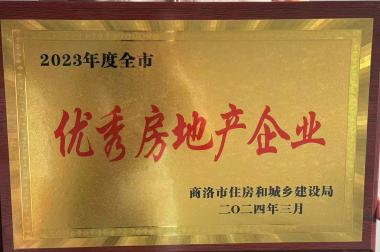 2023年度全市
优秀房地产企业
商洛市住房和城乡建设局
二〇二四年三月